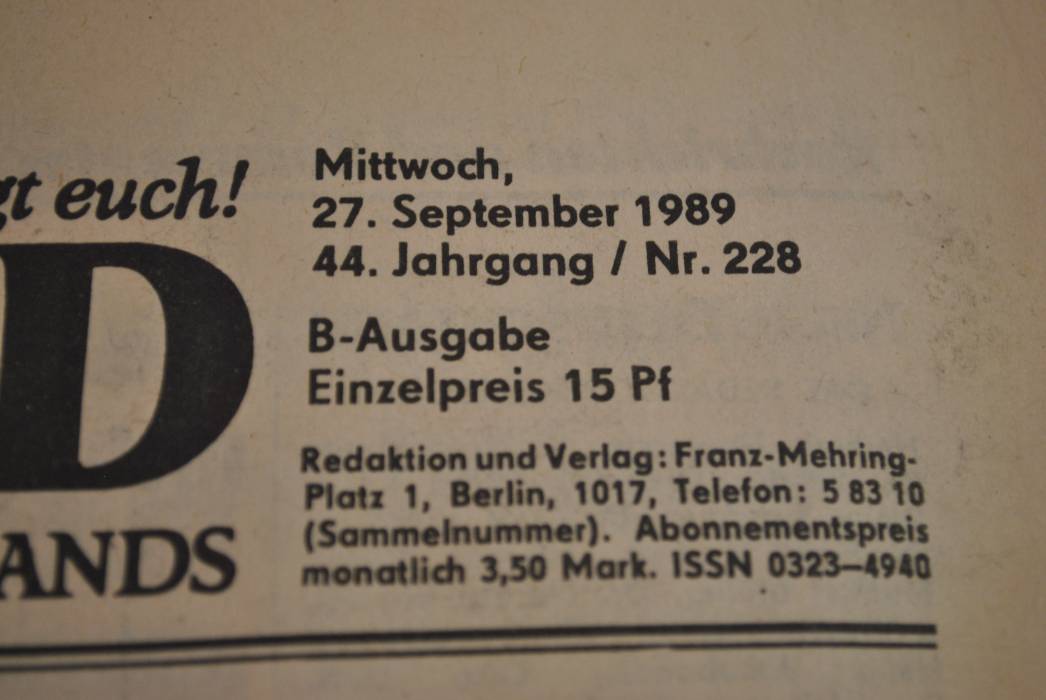 gt euch!
D
ANDS
Mittwoch,
27. September 1989
44. Jahrgang / Nr. 228
B-Ausgabe
Einzelpreis 15 Pf
Redaktion und Verlag: Franz-Mehring-
Platz 1, Berlin, 1017, Telefon: 5 83 10
(Sammelnummer). Abonnementspreis
monatlich 3,50 Mark. ISSN 0323—4940